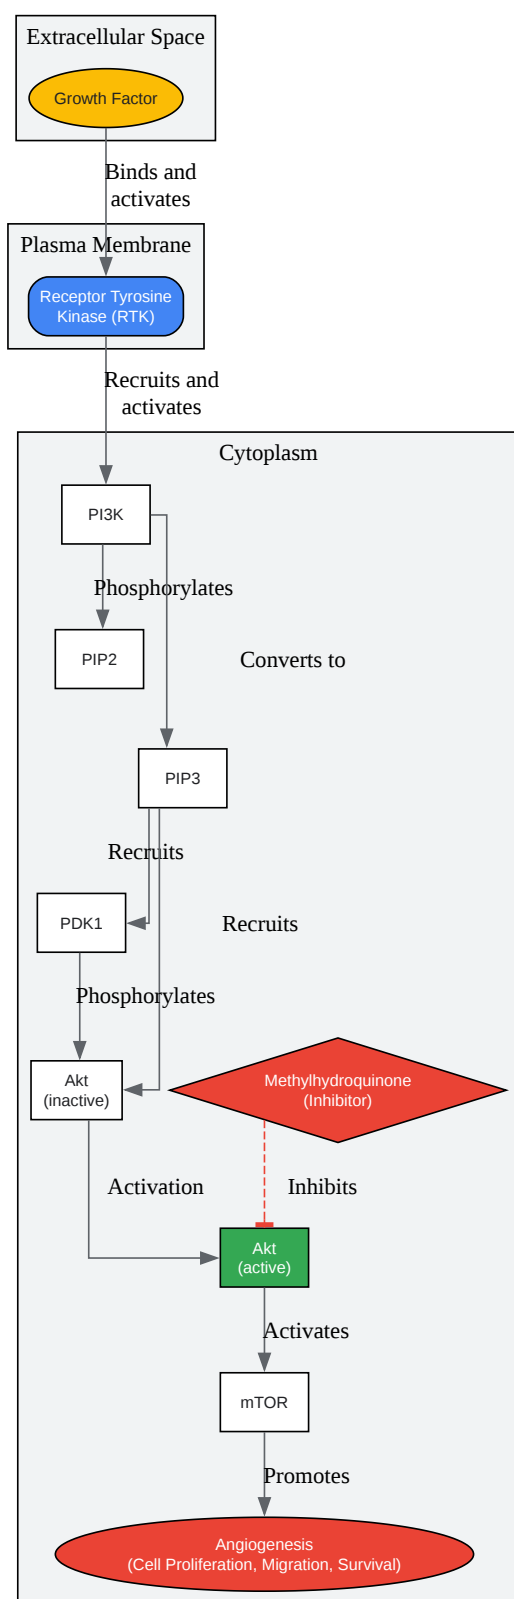 Extracellular Space
Growth Factor
Binds and
activates
Plasma Membrane
Receptor Tyrosine
Kinase (RTK)
Recruits and
activates
Cytoplasm
PI3K
Phosphorylates
PIP2
Converts to
PIP3
Recruits
PDK1
Recruits
Phosphorylates
Akt
(inactive)
Methylhydroquinone
(Inhibitor)
Activation
Inhibits
Akt
(active)
Activates
mTOR
Promotes
Angiogenesis
(Cell Proliferation, Migration, Survival)